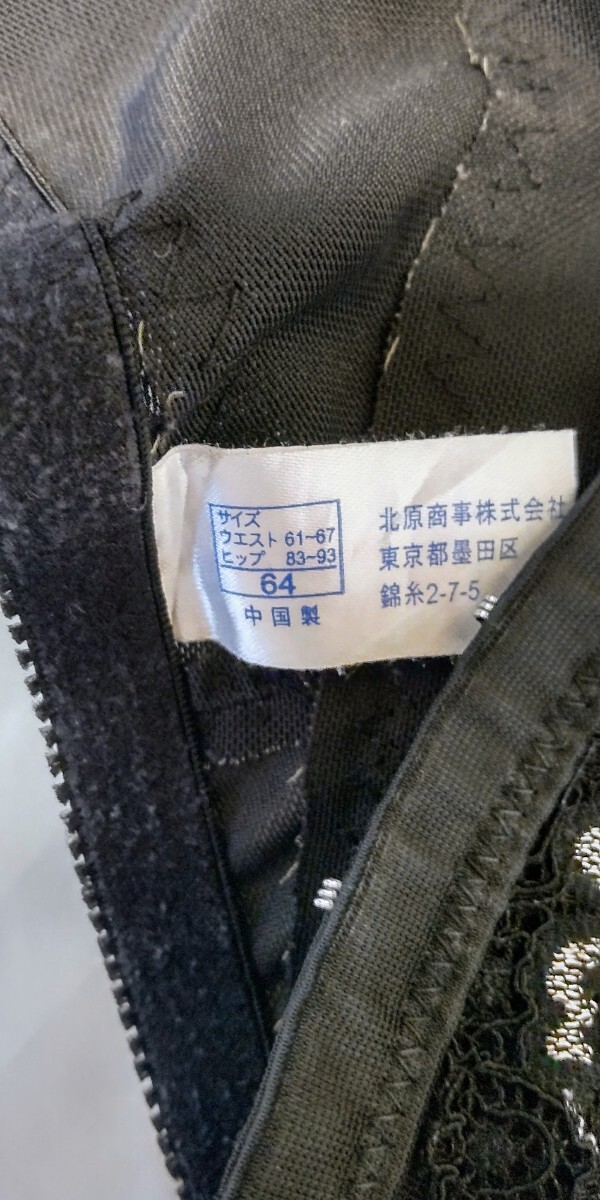 サイズ
ウエスト 61~67
ヒップ 83~93
64
中国製
北原商事株式会社
東京都墨田区
錦糸2-7-5